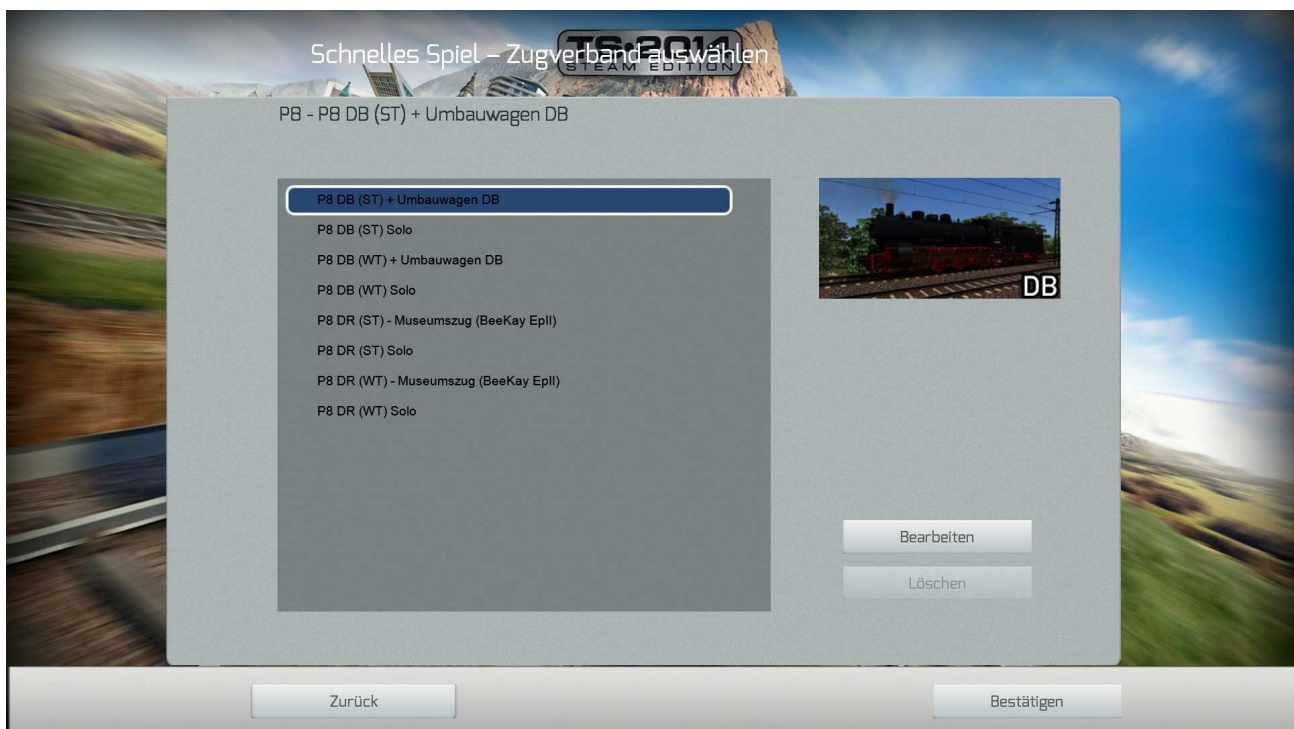 TS:2014
STEAM EDITION
Schnelles Spiel – Zugverband auswählen
P8 - P8 DB (ST) + Umbauwagen DB
P8 DB (ST) + Umbauwagen DB
P8 DB (ST) Solo
P8 DB (WT) + Umbauwagen DB
P8 DB (WT) Solo
P8 DR (ST) - Museumszug (BeeKay EpII)
P8 DR (ST) Solo
P8 DR (WT) - Museumszug (BeeKay EpII)
P8 DR (WT) Solo
DB
Bearbeiten
Löschen
Zurück
Bestätigen